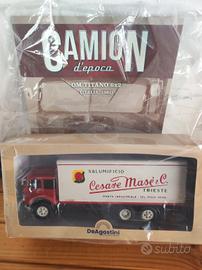 CAMION
d'epoca
OM TITANO 6x2
SALUMIFICIO
Cesare Masè & C.
TRIESTE
DeAgostini
subito